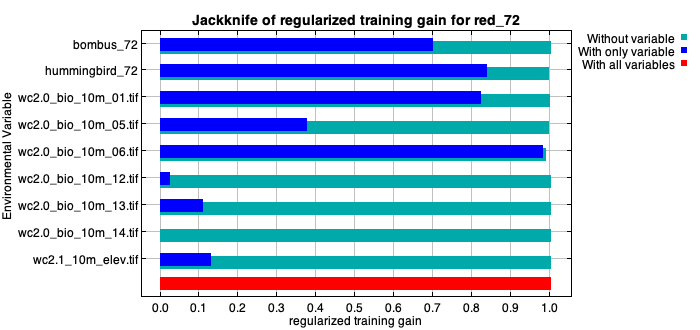 Jackknife of regularized training gain for red_72
Without variable
With only variable
With all variables
Environmental Variable
bombus_72
hummingbird_72
wc2.0_bio_10m_01.tif
wc2.0_bio_10m_05.tif
wc2.0_bio_10m_06.tif
wc2.0_bio_10m_12.tif
wc2.0_bio_10m_13.tif
wc2.0_bio_10m_14.tif
wc2.1_10m_elev.tif
0.0 0.1 0.2 0.3 0.4 0.5 0.6 0.7 0.8 0.9 1.0
regularized training gain